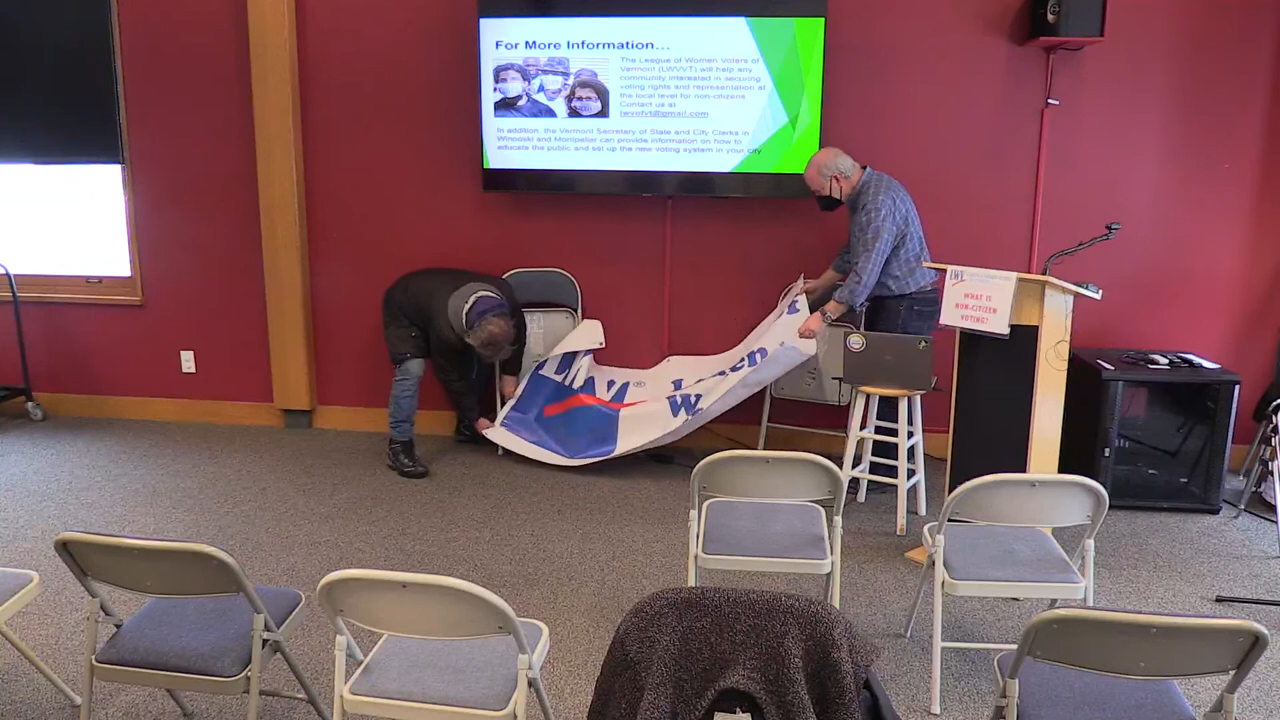 For More Information...
The League of Women Voters of
Vermont (LWVVT) will help any
community interested in securing
voting rights and representation at
the local level for non-citizens
Contact us at
lwvofvt@gmail.com
In addition, the Vermont Secretary of State and City Clerks in
Winooski and Montpelier can provide information on how to
educate the public and set up the new voting system in your city
LWV®
WHAT IS
NON-CITIZEN
VOTING?